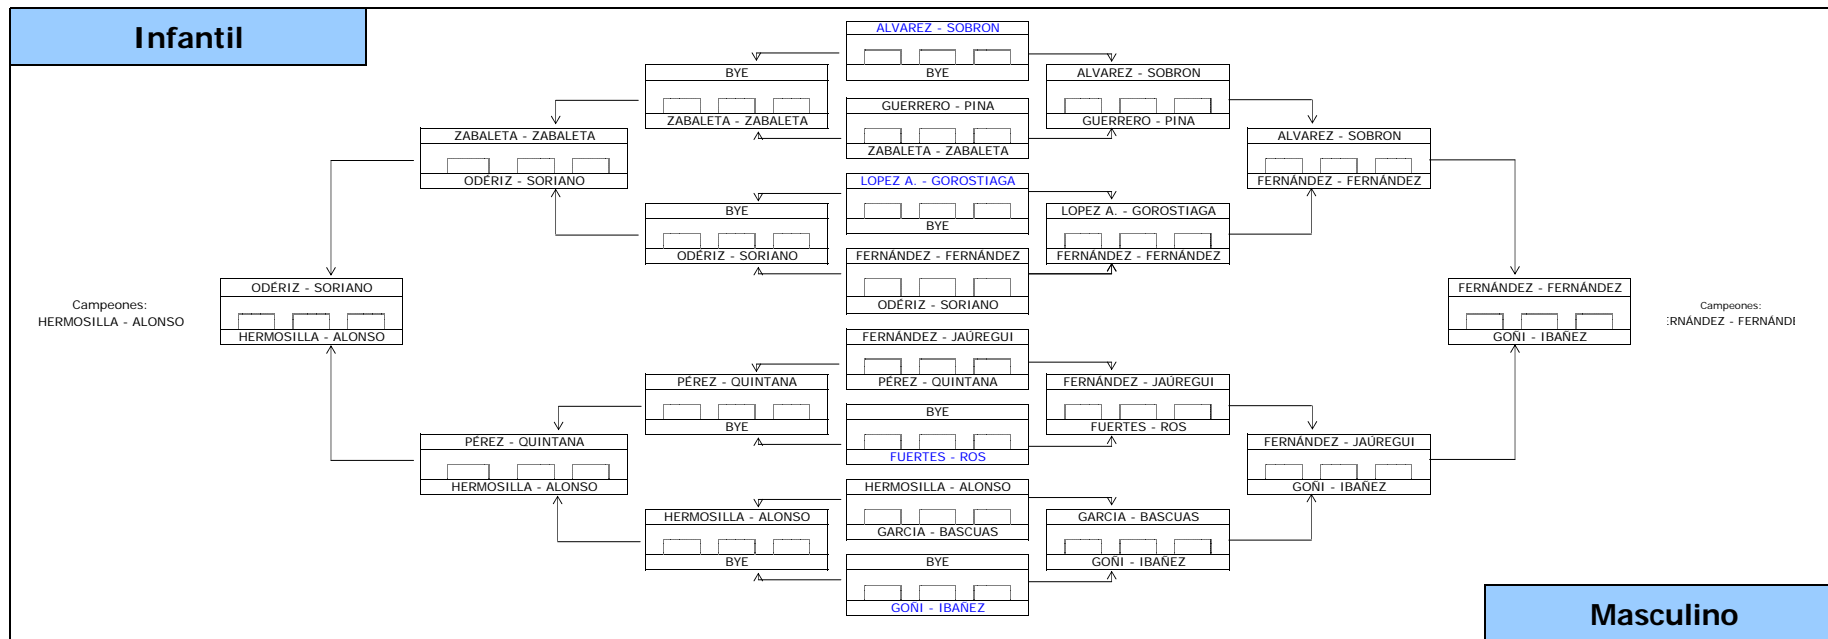 Infantil
ALVAREZ - SOBRON
BYE
BYE
ZABALETA - ZABALETA
ALVAREZ - SOBRON
GUERRERO - PINA
GUERRERO - PINA
ZABALETA - ZABALETA
ZABALETA - ZABALETA
ODÉRIZ - SORIANO
ALVAREZ - SOBRON
FERNÁNDEZ - FERNÁNDEZ
LOPEZ A. - GOROSTIAGA
BYE
BYE
ODÉRIZ - SORIANO
LOPEZ A. - GOROSTIAGA
FERNÁNDEZ - FERNÁNDEZ
FERNÁNDEZ - FERNÁNDEZ
ODÉRIZ - SORIANO
Campeones:
HERMOSILLA - ALONSO
ODÉRIZ - SORIANO
HERMOSILLA - ALONSO
FERNÁNDEZ - FERNÁNDEZ
GOÑI - IBAÑEZ
Campeones:
ERNÁNDEZ - FERNÁNDE
FERNÁNDEZ - JAÚREGUI
PÉREZ - QUINTANA
PÉREZ - QUINTANA
BYE
FERNÁNDEZ - JAÚREGUI
FUERTES - ROS
BYE
FUERTES - ROS
PÉREZ - QUINTANA
HERMOSILLA - ALONSO
FERNÁNDEZ - JAÚREGUI
GOÑI - IBAÑEZ
HERMOSILLA - ALONSO
GARCIA - BASCUAS
HERMOSILLA - ALONSO
BYE
GARCIA - BASCUAS
GOÑI - IBAÑEZ
BYE
GOÑI - IBAÑEZ
Masculino